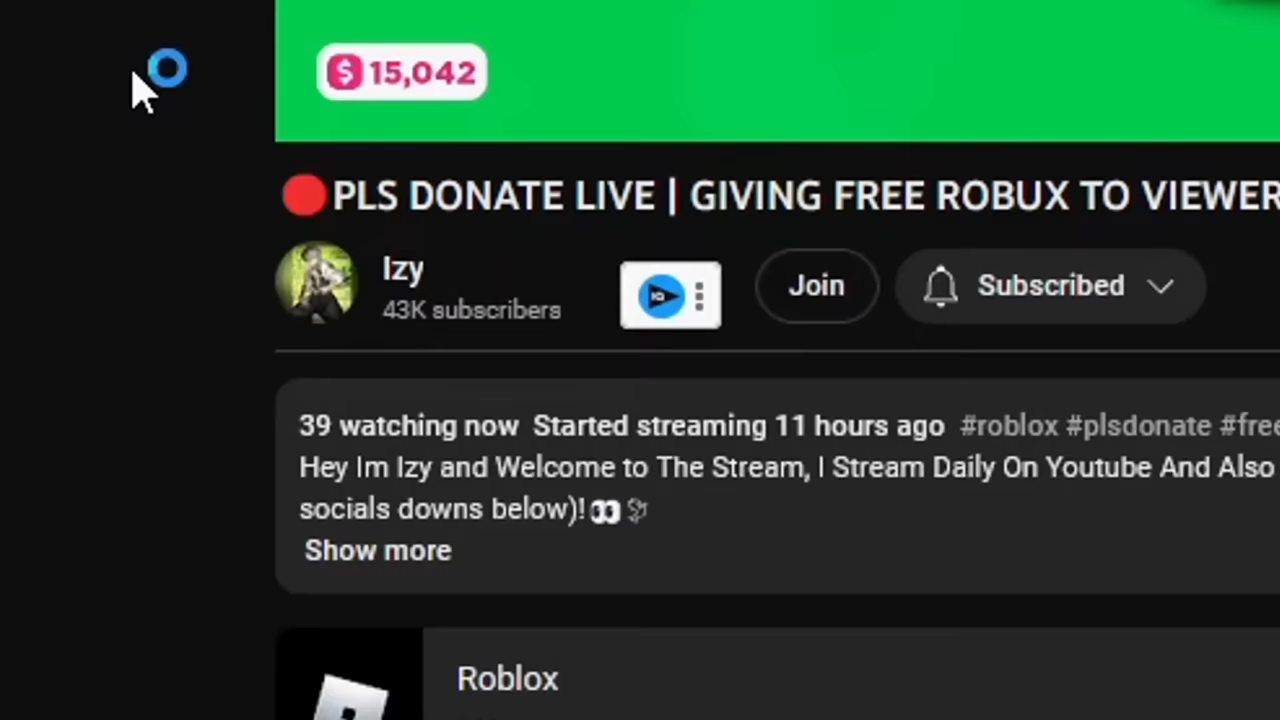 15,042
🔴PLS DONATE LIVE | GIVING FREE ROBUX TO VIEWER
Izy
43K subscribers
Join
Subscribed
39 watching now Started streaming 11 hours ago #roblox #plsdonate #free
Hey Im Izy and Welcome to The Stream, I Stream Daily On Youtube And Also
socials downs below)!👀🕊
Show more
Roblox